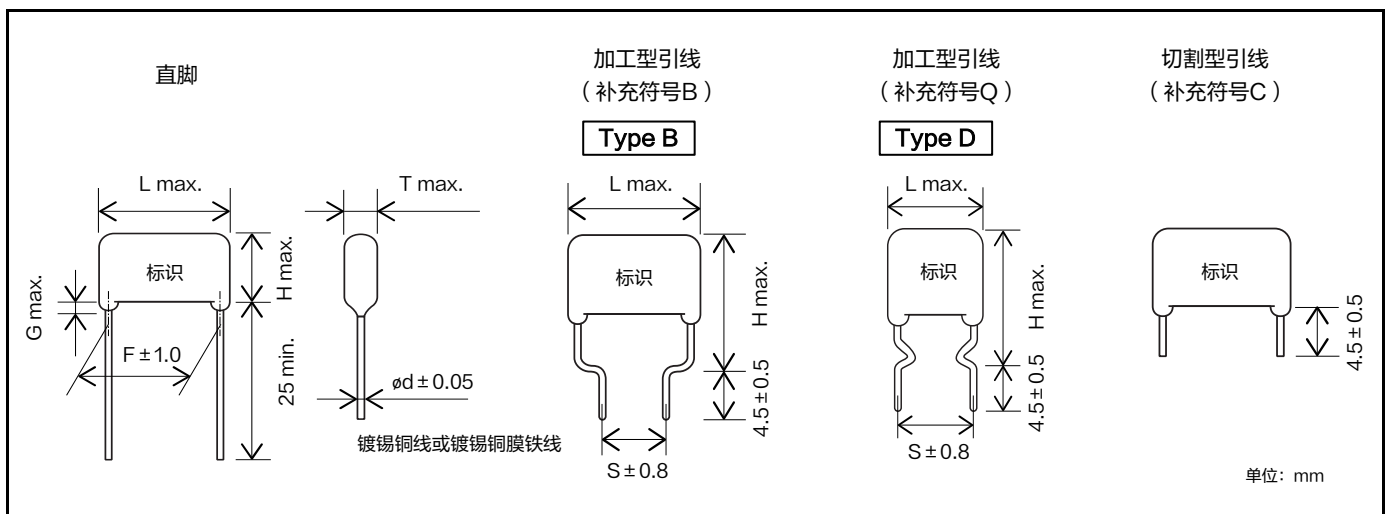 直脚
加工型引线
（补充符号B）
Type B
加工型引线
（补充符号Q）
Type D
切割型引线
（补充符号C）
L max.
T max.
L max.
L max.
标识
H max.
G max.
F±1.0
25 min.
ød±0.05
镀锡铜线或镀锡铜膜铁线
标识
H max.
4.5±0.5
S±0.8
标识
H max.
4.5±0.5
S±0.8
标识
4.5±0.5
单位：mm